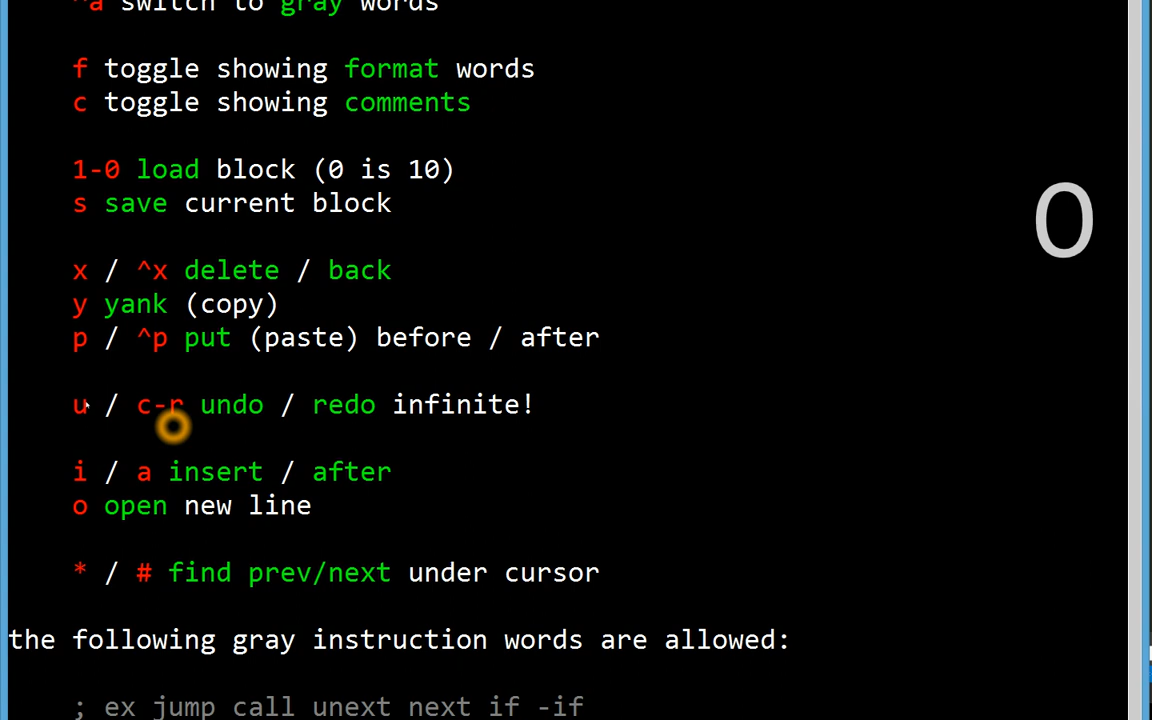 ^a switch to gray words
f toggle showing format words
c toggle showing comments
1-0 load block (0 is 10)
s save current block
0
x / ^x delete / back
y yank (copy)
p / ^p put (paste) before / after
u / c-r undo / redo infinite!
i / a insert / after
o open new line
* / # find prev/next under cursor
the following gray instruction words are allowed:
; ex jump call unext next if -if